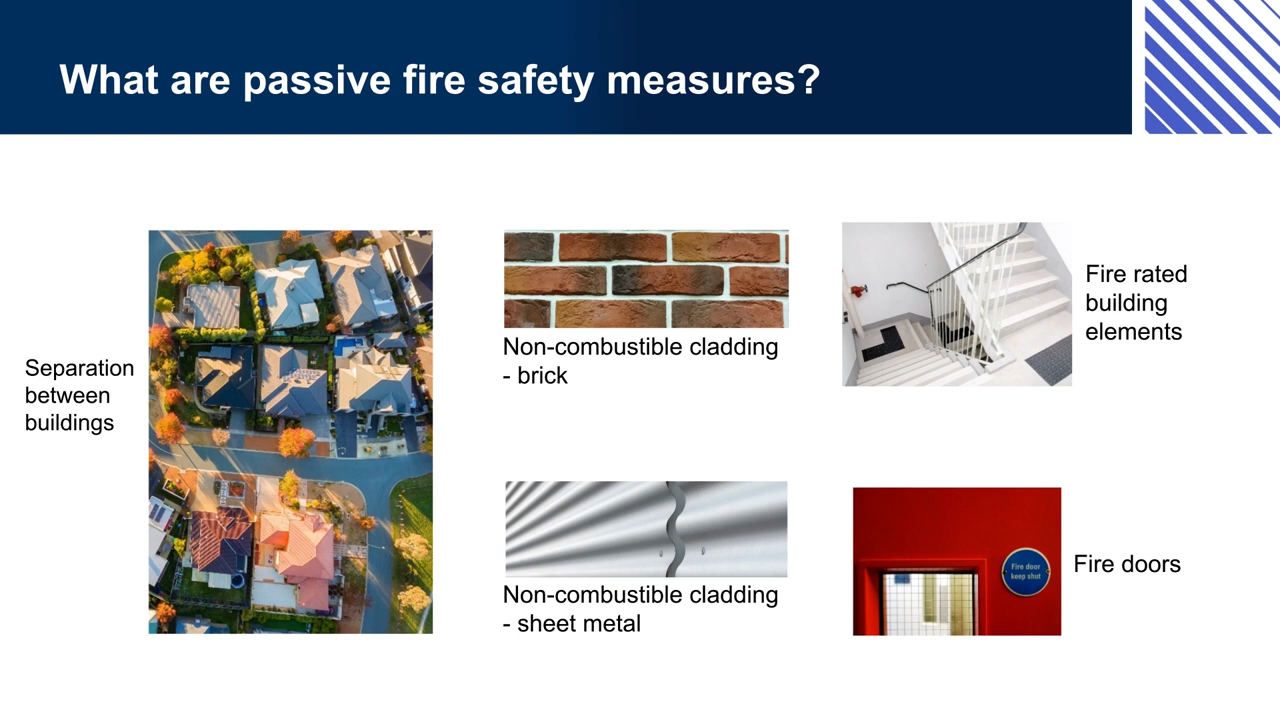 What are passive fire safety measures?
Separation
between
buildings
Non-combustible cladding
- brick
Non-combustible cladding
- sheet metal
Fire rated
building
elements
Fire door
keep shut
Fire doors